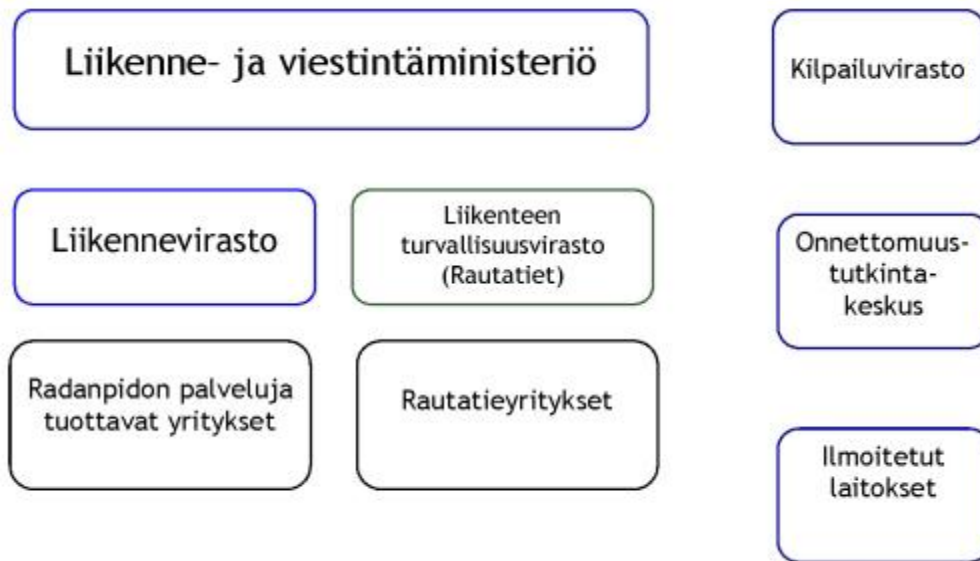 Liikenne- ja viestintäministeriö
Kilpailuvirasto
Liikennevirasto
Liikenteen
turvallisuusvirasto
(Rautatiet)
Onnettomuus-
tutkinta-
keskus
Radanpidon palveluja
tuottavat yritykset
Rautatieyritykset
Ilmoitetut
laitokset